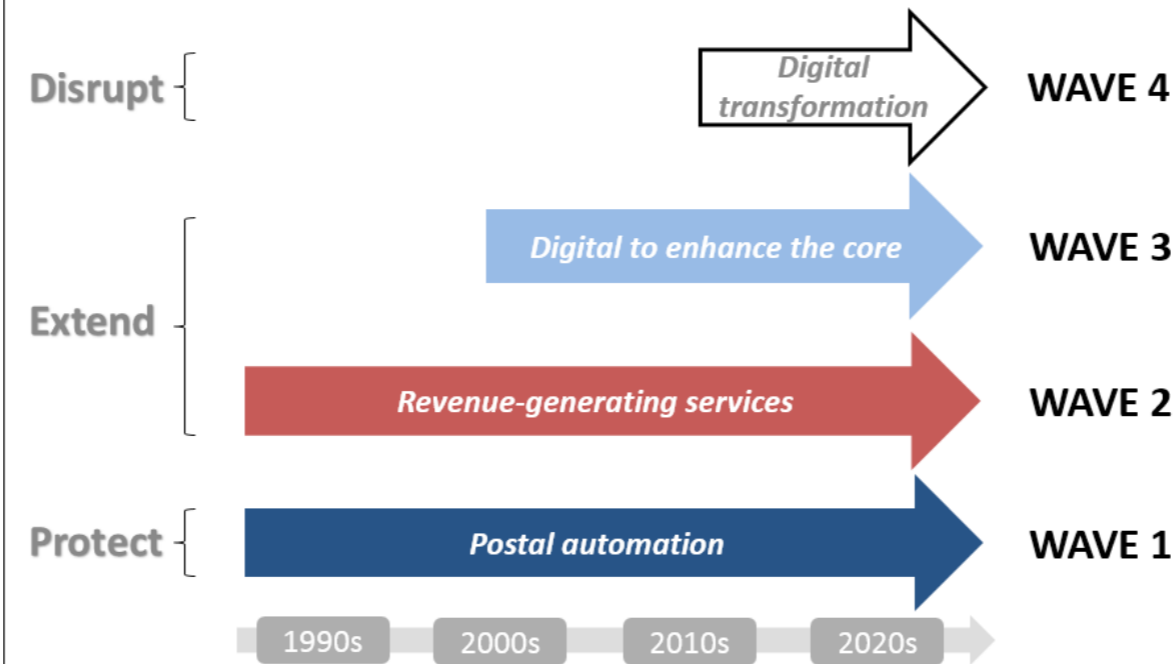 Disrupt
Digital
transformation
WAVE 4
Digital to enhance the core
WAVE 3
Extend
Revenue-generating services
WAVE 2
Protect
Postal automation
WAVE 1
1990s
2000s
2010s
2020s